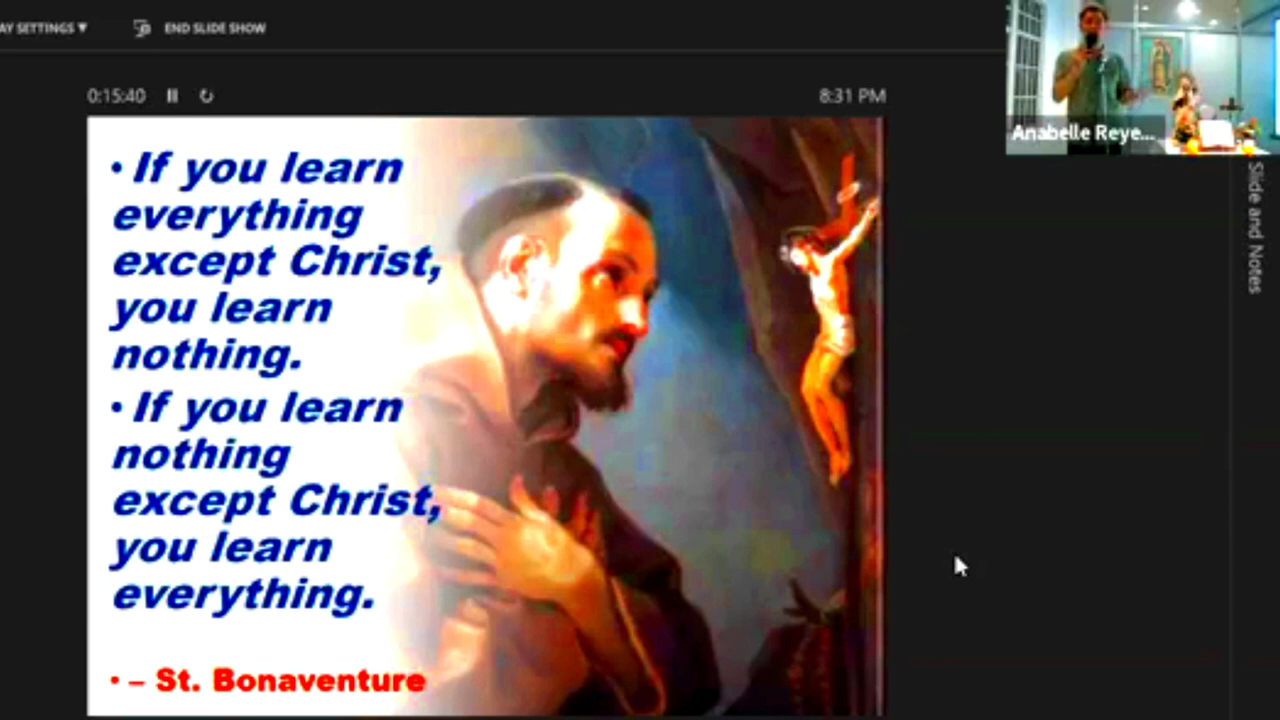 AY SETTINGS ▼ END SLIDE SHOW
0:15:40 8:31 PM
Anabelle Reye...
Slide and Notes
• If you learn
everything
except Christ,
you learn
nothing.
• If you learn
nothing
except Christ,
you learn
everything.
• – St. Bonaventure